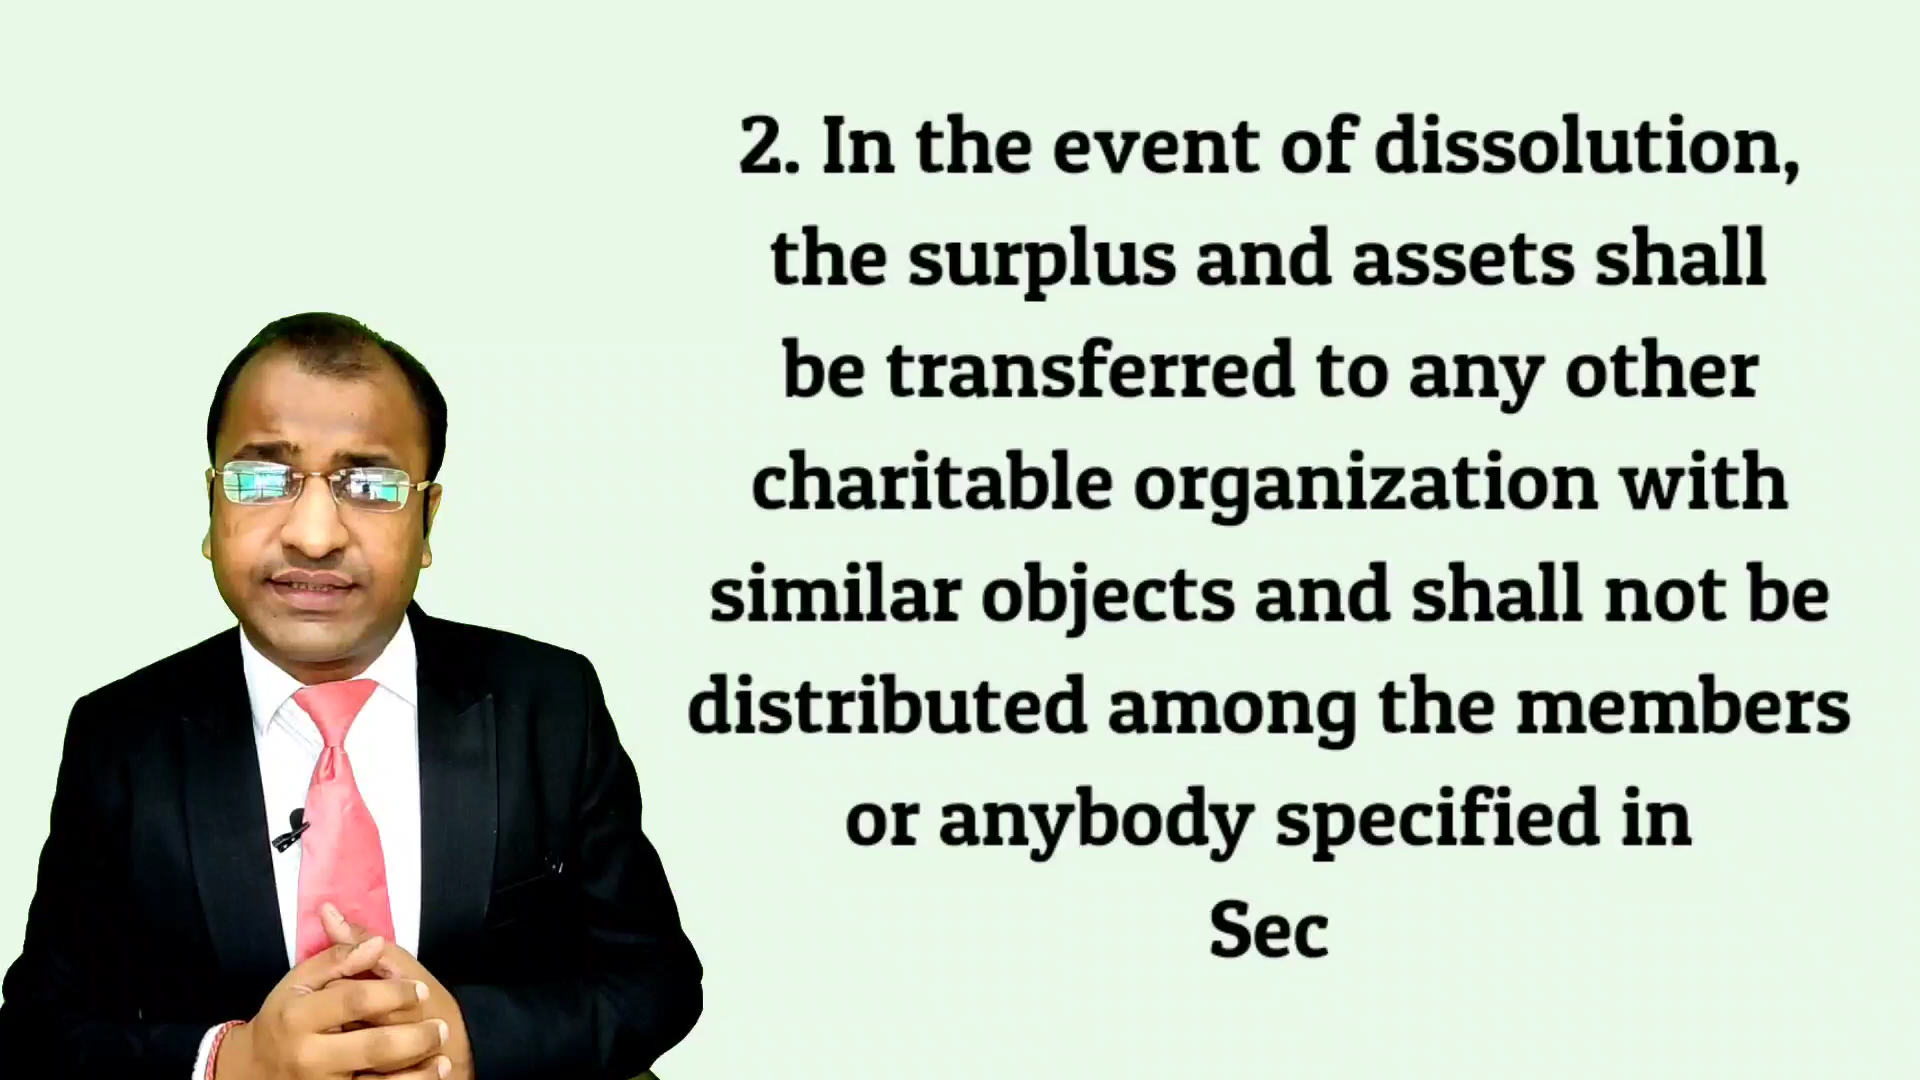 2. In the event of dissolution,
the surplus and assets shall
be transferred to any other
charitable organization with
similar objects and shall not be
distributed among the members
or anybody specified in
Sec